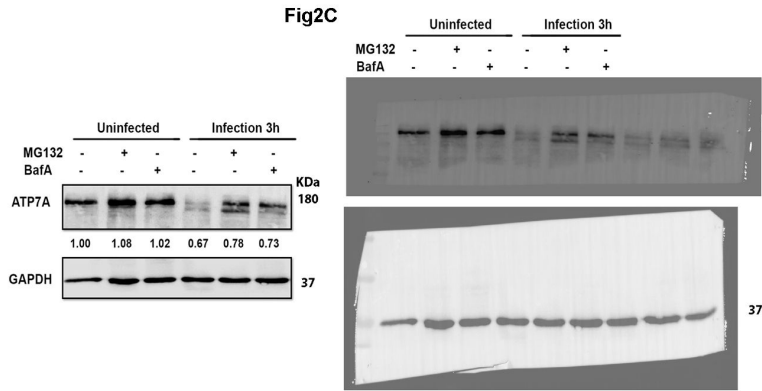 Fig2C
Uninfected Infection 3h
MG132 - + - - + -
BafA - - + - - +
Uninfected Infection 3h
MG132 - + - - + -
BafA - - + - - +
KDa
ATP7A 180
1.00 1.08 1.02 0.67 0.78 0.73
GAPDH 37
37